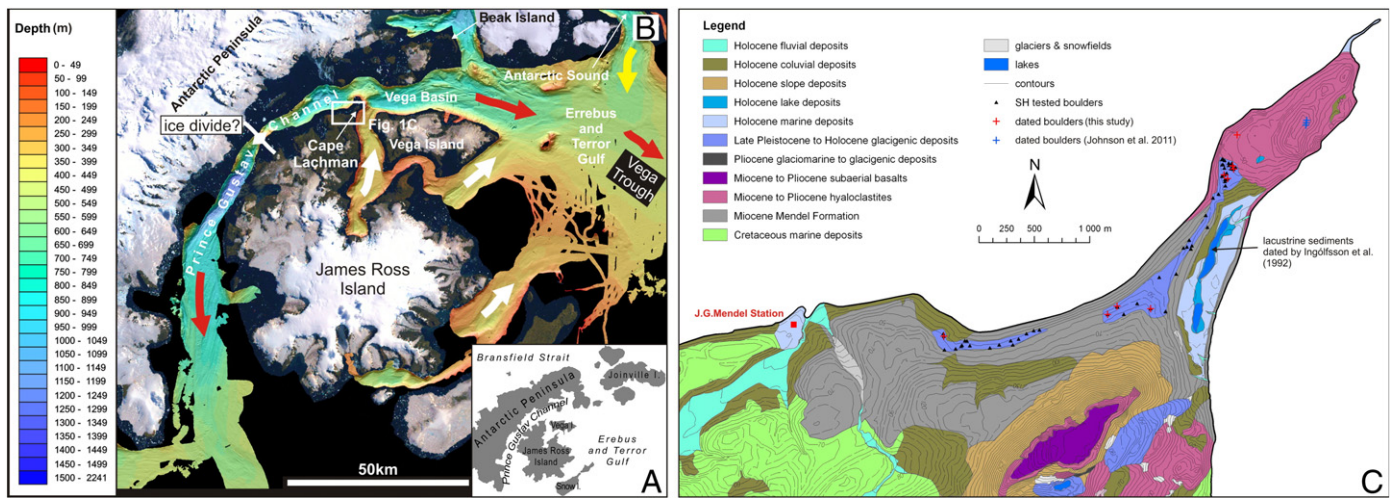 Depth (m)
0 - 49
50 - 99
100 - 149
150 - 199
200 - 249
250 - 299
300 - 349
350 - 399
400 - 449
450 - 499
500 - 549
550 - 599
600 - 649
650 - 699
700 - 749
750 - 799
800 - 849
850 - 899
900 - 949
950 - 999
1000 - 1049
1050 - 1099
1100 - 1149
1150 - 1199
1200 - 1249
1250 - 1299
1300 - 1349
1350 - 1399
1400 - 1449
1450 - 1499
1500 - 2241
B
Beak Island
Antarctic Peninsula
Antarctic Sound
Vega Basin
ice divide?
Prince Gustav Channel
Fig. 1C
Cape
Lachman
Vega Island
Errebus
and
Terror
Gulf
Vega
Trough
James Ross
Island
50km
Bransfield Strait
Joinville I.
Antarctic Peninsula
Prince Gustav Channel
Vega I.
James Ross
Island
Erebus
and Terror
Gulf
Snow I.
A
Legend
Holocene fluvial deposits
Holocene coluvial deposits
Holocene slope deposits
Holocene lake deposits
Holocene marine deposits
Late Pleistocene to Holocene glacigenic deposits
Pliocene glaciomarine to glacigenic deposits
Miocene to Pliocene subaerial basalts
Miocene to Pliocene hyaloclastites
Miocene Mendel Formation
Cretaceous marine deposits
glaciers & snowfields
lakes
contours
SH tested boulders
dated boulders (this study)
dated boulders (Johnson et al. 2011)
N
0 250 500 1000 m
lacustrine sediments
dated by Ingólfsson et al.
(1992)
J.G.Mendel Station
C